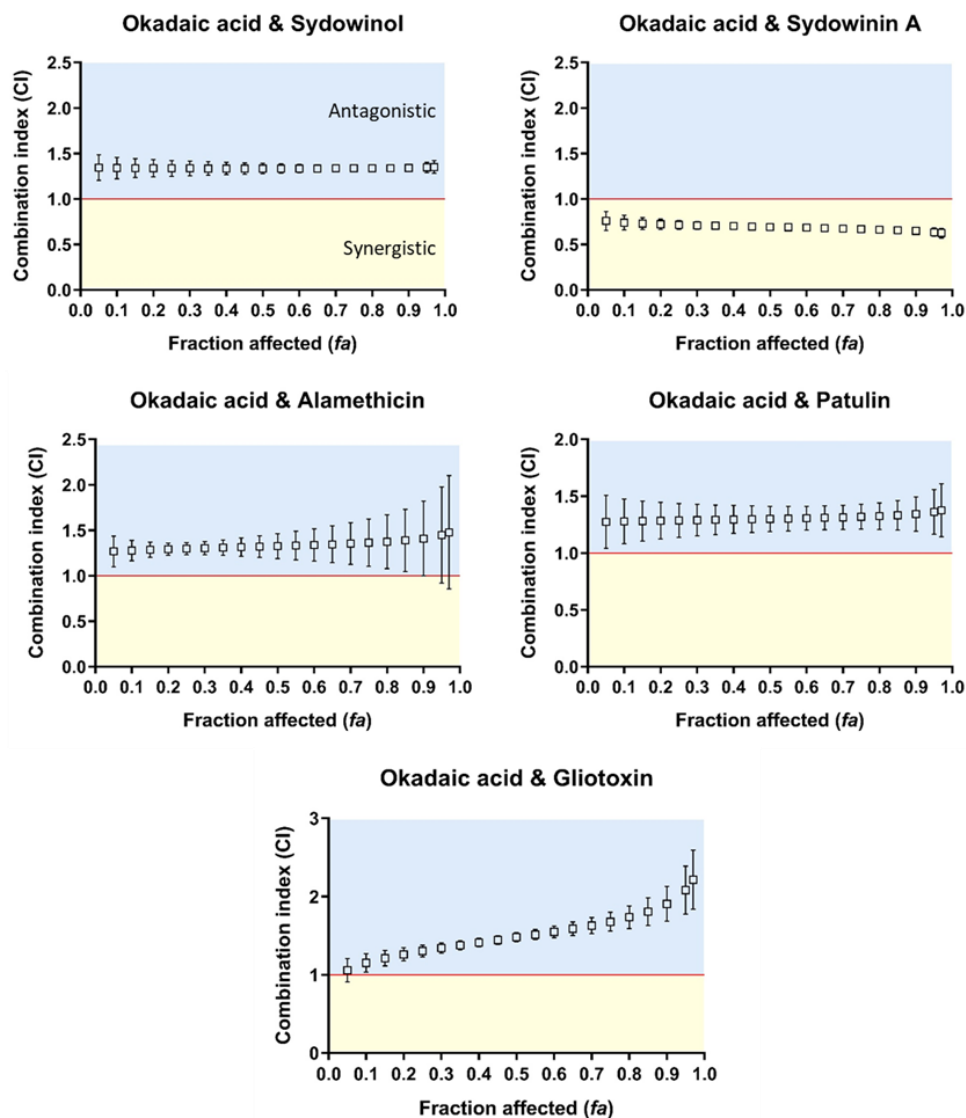 Okadaic acid & Sydowinol
Combination index (CI)
2.5
2.0
1.5
1.0
0.5
0.0
Antagonistic
Synergistic
0.0 0.1 0.2 0.3 0.4 0.5 0.6 0.7 0.8 0.9 1.0
Fraction affected (fa)
Okadaic acid & Sydowinin A
Combination index (CI)
2.5
2.0
1.5
1.0
0.5
0.0
0.0 0.1 0.2 0.3 0.4 0.5 0.6 0.7 0.8 0.9 1.0
Fraction affected (fa)
Okadaic acid & Alamethicin
Combination index (CI)
2.5
2.0
1.5
1.0
0.5
0.0
0.0 0.1 0.2 0.3 0.4 0.5 0.6 0.7 0.8 0.9 1.0
Fraction affected (fa)
Okadaic acid & Patulin
Combination index (CI)
2.0
1.5
1.0
0.5
0.0
0.0 0.1 0.2 0.3 0.4 0.5 0.6 0.7 0.8 0.9 1.0
Fraction affected (fa)
Okadaic acid & Gliotoxin
Combination index (CI)
3
2
1
0
0.0 0.1 0.2 0.3 0.4 0.5 0.6 0.7 0.8 0.9 1.0
Fraction affected (fa)